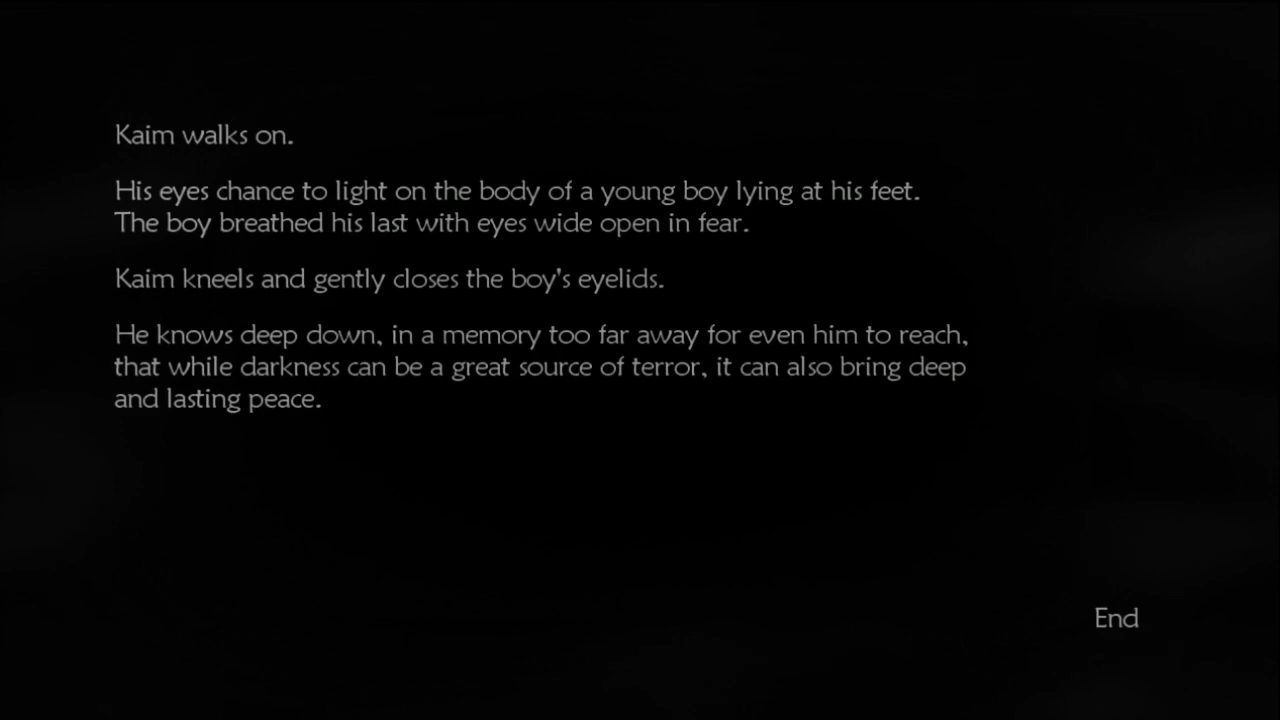 Kaim walks on.
His eyes chance to light on the body of a young boy lying at his feet.
The boy breathed his last with eyes wide open in fear.
Kaim kneels and gently closes the boy's eyelids.
He knows deep down, in a memory too far away for even him to reach,
that while darkness can be a great source of terror, it can also bring deep
and lasting peace.
End